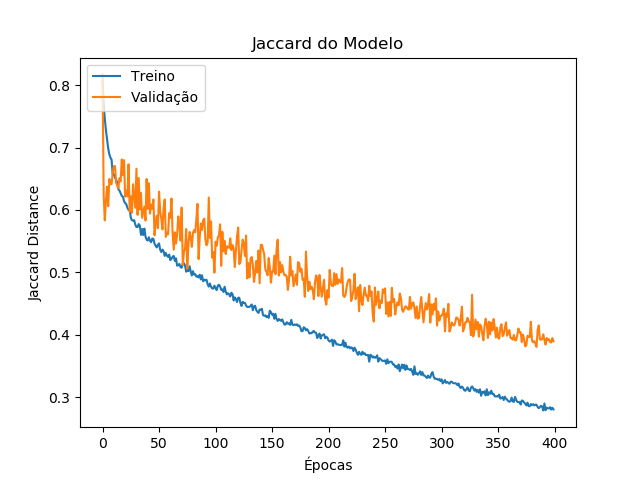 Jaccard do Modelo
Treino
Validação
Jaccard Distance
0.8
0.7
0.6
0.5
0.4
0.3
0 50 100 150 200 250 300 350 400
Épocas